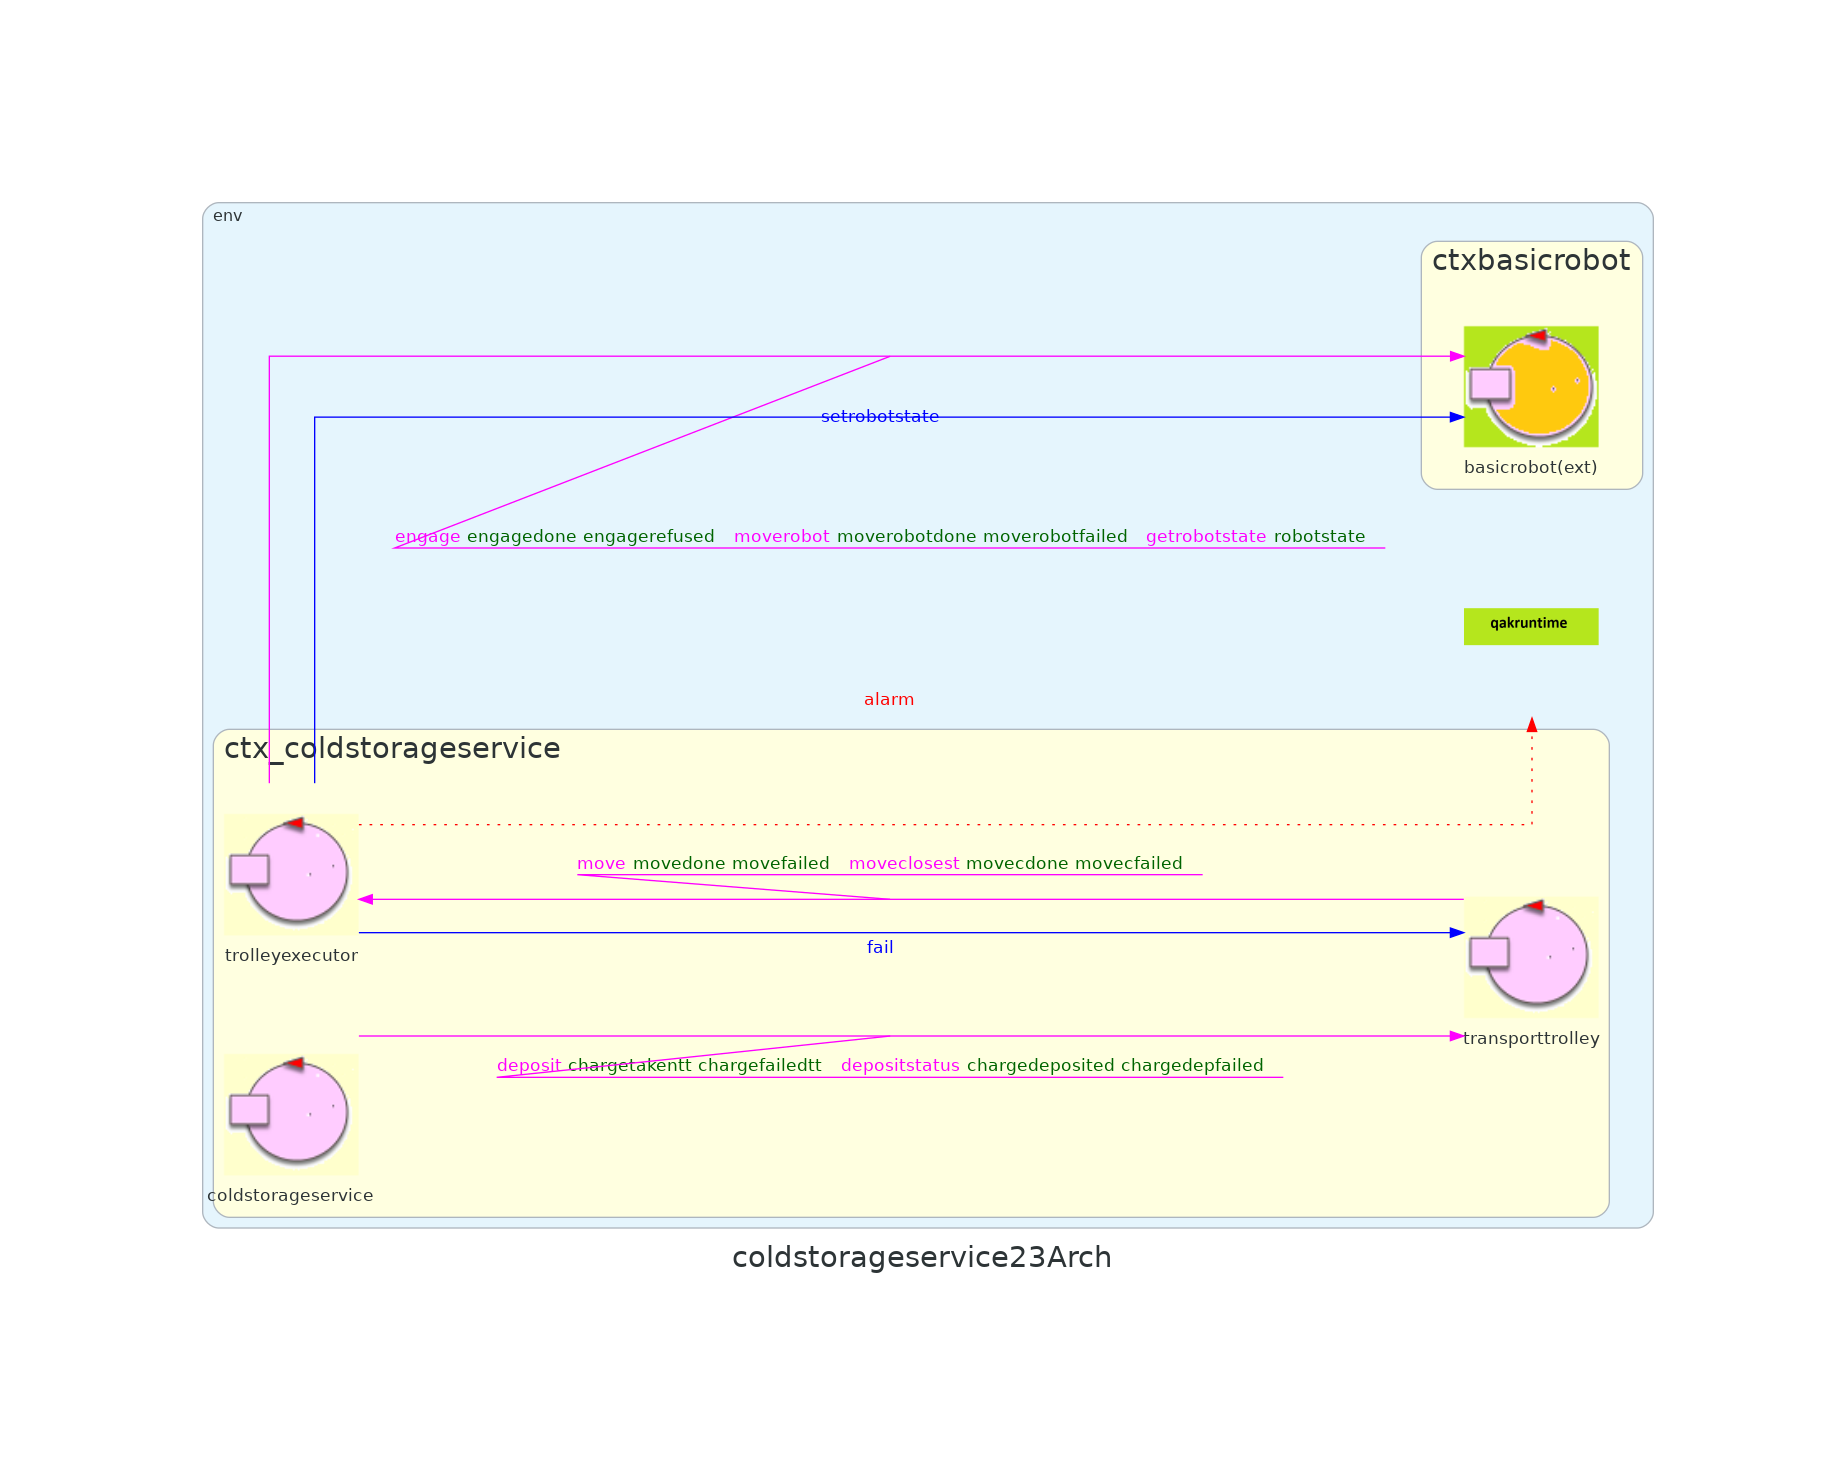 env
ctxbasicrobot
setrobotstate
basicrobot(ext)
engage engagedone engagerefused moverobot moverobotdone moverobotfailed getrobotstate robotstate
qakruntime
alarm
ctx_coldstorageservice
move movedone movefailed moveclosest movecdone movecfailed
fail
trolleyexecutor
transporttrolley
deposit chargetakentt chargefailedtt depositstatus chargedeposited chargedepfailed
coldstorageservice
coldstorageservice23Arch